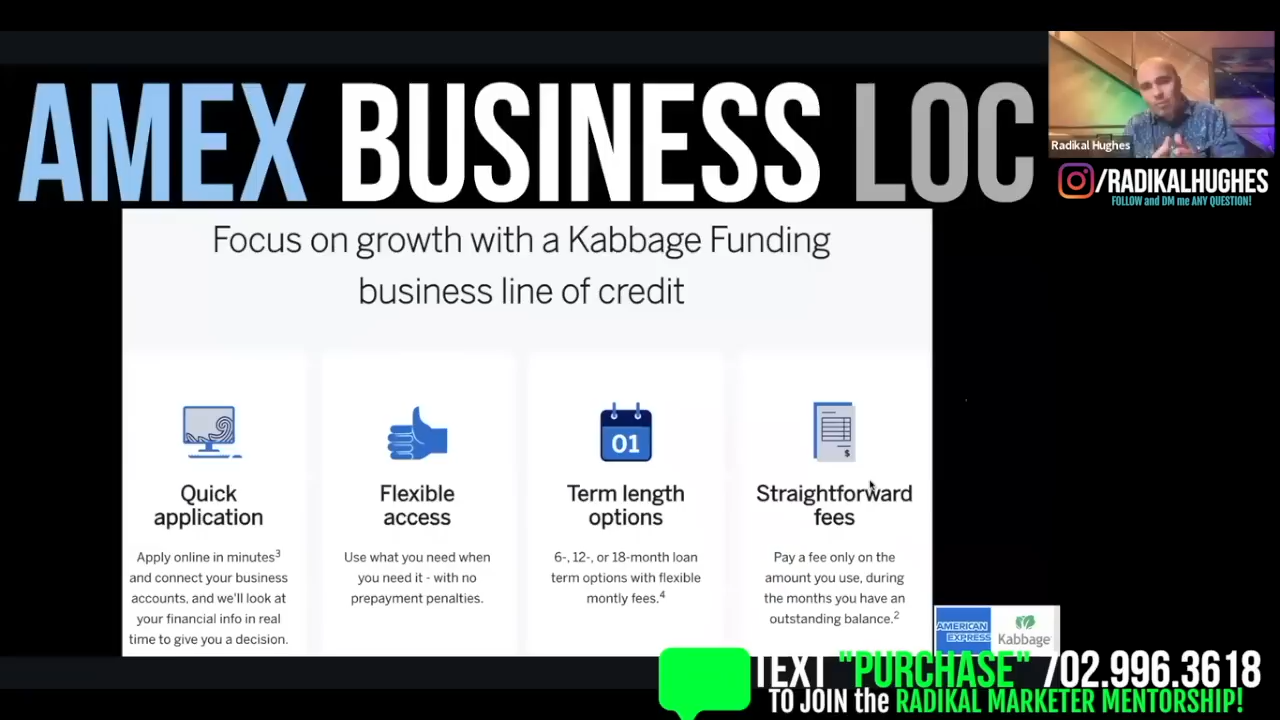 AMEX BUSINESS LOC
Radikal Hughes
/RADIKALHUGHES
FOLLOW and DM me ANY QUESTION!
Focus on growth with a Kabbage Funding
business line of credit
01
$
Quick
application
Apply online in minutes3
and connect your business
accounts, and we'll look at
your financial info in real
time to give you a decision.
Flexible
access
Use what you need when
you need it - with no
prepayment penalties.
Term length
options
6-, 12-, or 18-month loan
term options with flexible
montly fees.4
Straightforward
fees
Pay a fee only on the
amount you use, during
the months you have an
outstanding balance.2
AMERICAN
EXPRESS
Kabbage
TEXT "PURCHASE" 702.996.3618
TO JOIN the RADIKAL MARKETER MENTORSHIP!